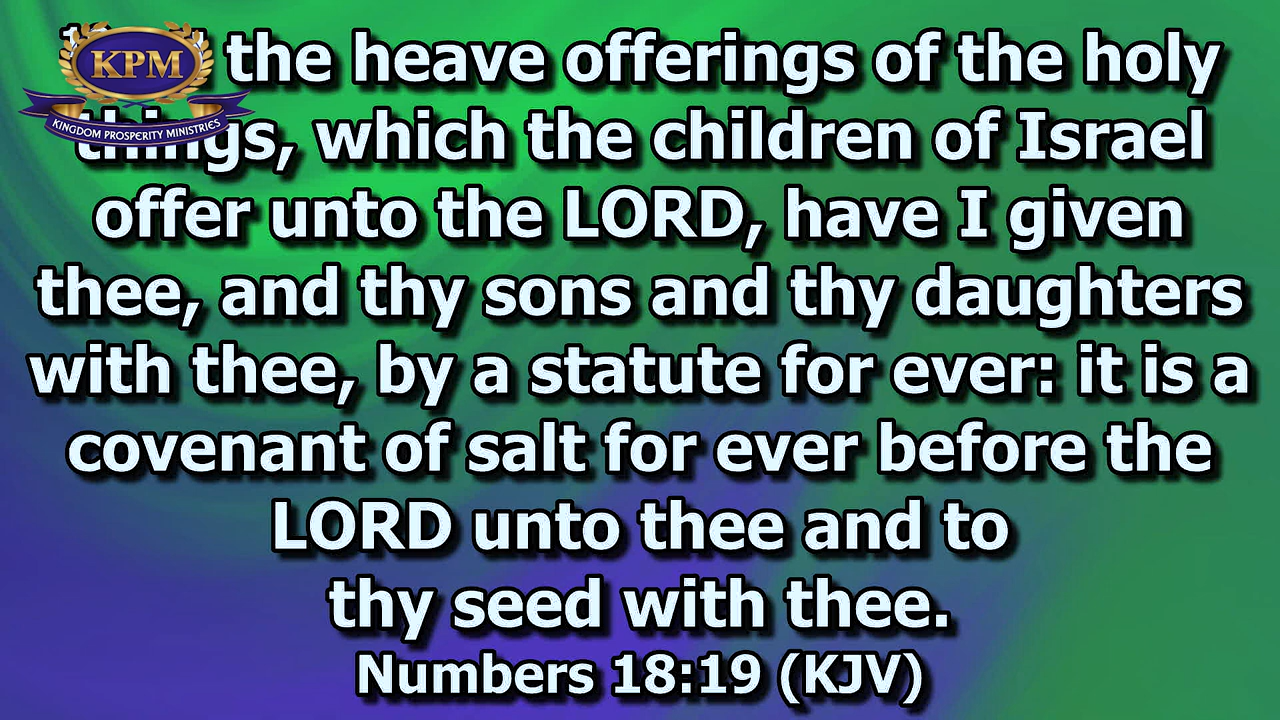 KPM
KINGDOM PROSPERITY MINISTRIES
the heave offerings of the holy
things, which the children of Israel
offer unto the LORD, have I given
thee, and thy sons and thy daughters
with thee, by a statute for ever: it is a
covenant of salt for ever before the
LORD unto thee and to
thy seed with thee.
Numbers 18:19 (KJV)